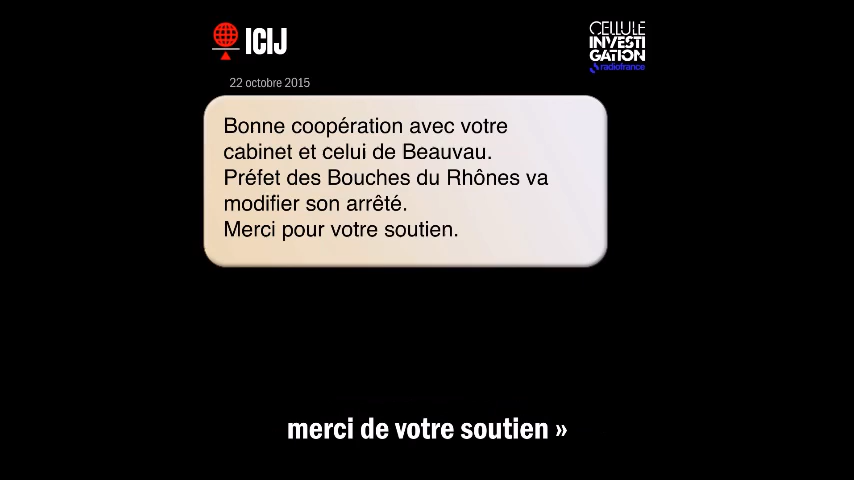 ICIJ
CELLULE
INVESTI
GATION
radiofrance
22 octobre 2015
Bonne coopération avec votre
cabinet et celui de Beauvau.
Préfet des Bouches du Rhônes va
modifier son arrêté.
Merci pour votre soutien.
merci de votre soutien »